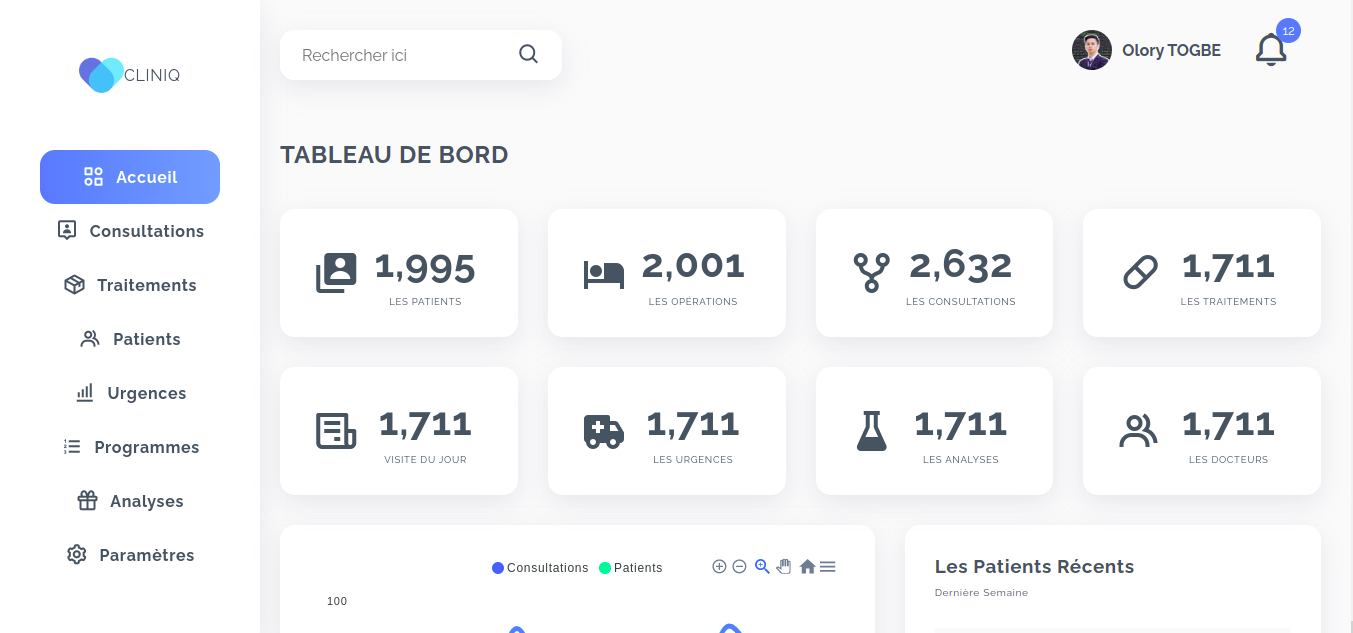 CLINIQ
Accueil
Consultations
Traitements
Patients
Urgences
Programmes
Analyses
Paramètres
Rechercher ici
Olory TOGBE
12
TABLEAU DE BORD
1,995
LES PATIENTS
2,001
LES OPÉRATIONS
2,632
LES CONSULTATIONS
1,711
LES TRAITEMENTS
1,711
VISITE DU JOUR
1,711
LES URGENCES
1,711
LES ANALYSES
1,711
LES DOCTEURS
Consultations Patients
100
Les Patients Récents
Dernière Semaine